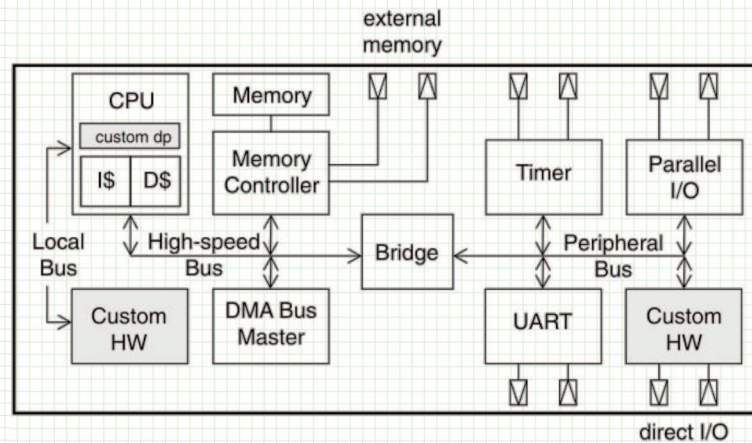 external
memory
CPU
custom dp
I$ D$
Memory
Memory
Controller
Timer
Parallel
I/O
Local
Bus
High-speed
Bus
Bridge
Peripheral
Bus
Custom
HW
DMA Bus
Master
UART
Custom
HW
direct I/O